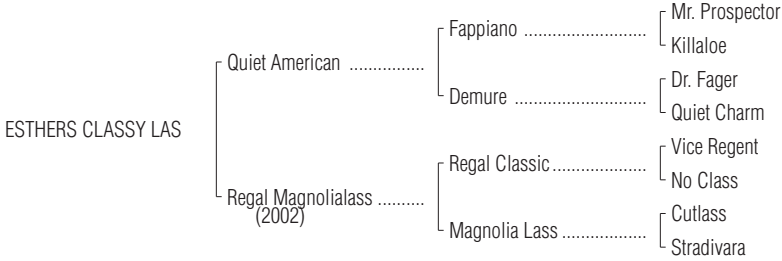 Mr. Prospector
Fappiano ..........................
Killaloe
Quiet American ................
Dr. Fager
Demure ............................
Quiet Charm
ESTHERS CLASSY LAS
Vice Regent
Regal Classic....................
No Class
Regal Magnolialass ..........
(2002)
Cutlass
Magnolia Lass ..................
Stradivara